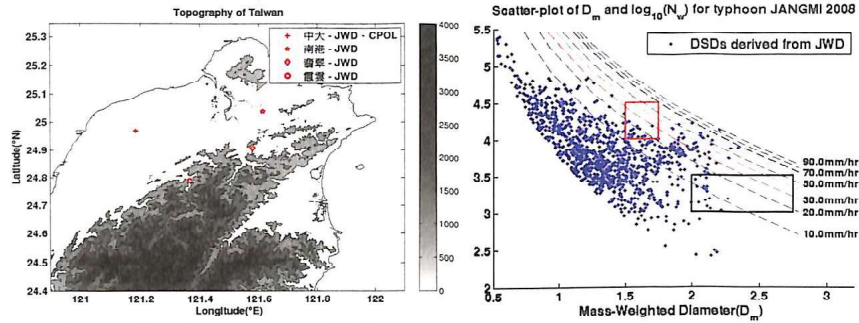 Topography of Taiwan
中大 - JWD、CPOL
南港 - JWD
翡翠 - JWD
霞雲 - JWD
25.3
25.2
25.1
25
24.9
24.8
24.7
24.6
24.5
24.4
Latitude(°N)
121
121.2
121.4
121.6
121.8
122
Longitude(°E)
4000
3500
3000
2500
2000
1500
1000
500
0
Scatter-plot of Dm and log10(Nw) for typhoon JANGMI 2008
DSDs derived from JWD
5.5
5
4.5
4
3.5
3
2.5
2
90.0mm/hr
70.0mm/hr
50.0mm/hr
30.0mm/hr
20.0mm/hr
10.0mm/hr
0.5
1
1.5
2
2.5
3
Mass-Weighted Diameter(Dm)